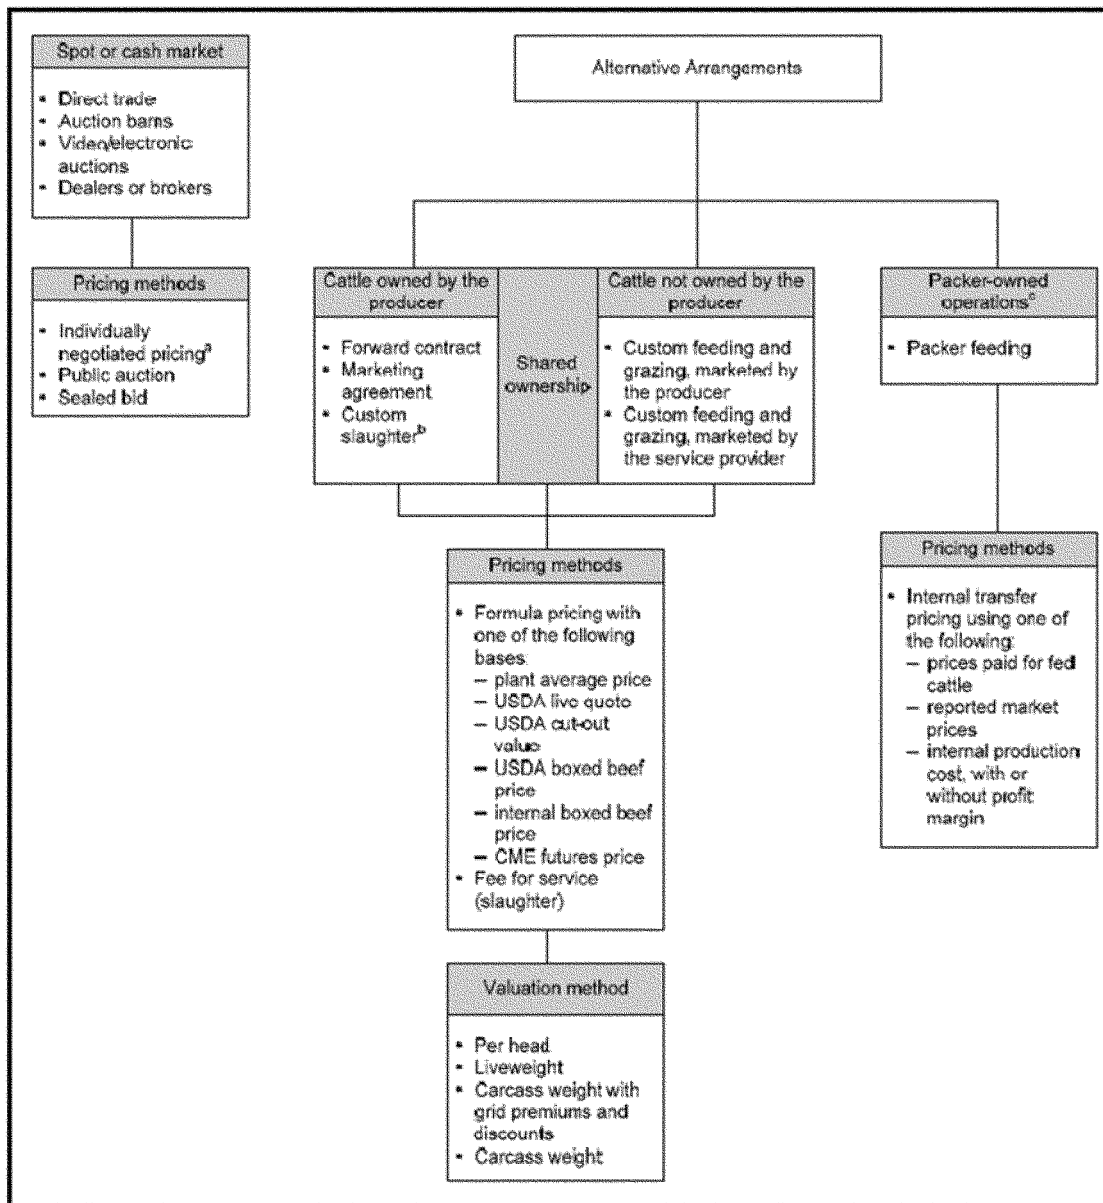 Spot or cash market
• Direct trade
• Auction barns
• Video/electronic
auctions
• Dealers or brokers
Pricing methods
• Individually
negotiated pricingª
• Public auction
• Sealed bid
Alternative Arrangements
Cattle owned by the
producer
• Forward contract
• Marketing
agreement
• Custom
slaughterᵇ
Shared
ownership
Cattle not owned by the
producer
• Custom feeding and
grazing, marketed by
the producer
• Custom feeding and
grazing, marketed by
the service provider
Packer-owned
operationsᶜ
• Packer feeding
Pricing methods
• Formula pricing with
one of the following
bases:
– plant average price
– USDA live quote
– USDA cut-out
value
– USDA boxed beef
price
– internal boxed beef
price
– CME futures price
• Fee for service
(slaughter)
Pricing methods
• Internal transfer
pricing using one of
the following:
– prices paid for fed
cattle
– reported market
prices
– internal production
cost, with or
without profit
margin
Valuation method
• Per head
• Liveweight
• Carcass weight with
grid premiums and
discounts
• Carcass weight